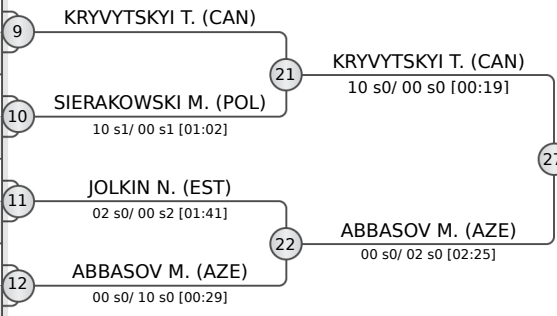 KRYVYTSKYI T. (CAN)
9
21
KRYVYTSKYI T. (CAN)
10 s0/ 00 s0 [00:19]
SIERAKOWSKI M. (POL)
10
10 s1/ 00 s1 [01:02]
27
JOLKIN N. (EST)
11
02 s0/ 00 s2 [01:41]
22
ABBASOV M. (AZE)
00 s0/ 02 s0 [02:25]
ABBASOV M. (AZE)
12
00 s0/ 10 s0 [00:29]